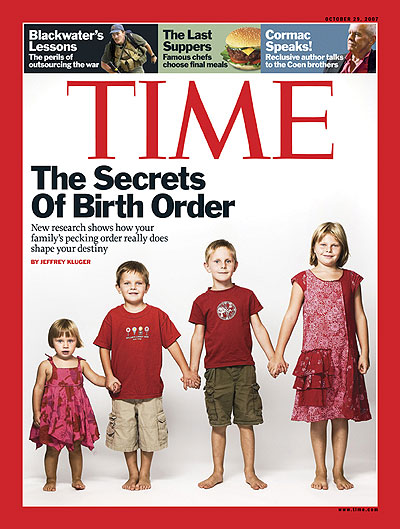 OCTOBER 29, 2007
Blackwater's
Lessons
The perils of
outsourcing the war
The Last
Suppers
Famous chefs
choose final meals
Cormac
Speaks!
Reclusive author talks
to the Coen brothers
TIME
The Secrets
Of Birth Order
New research shows how your
family's pecking order really does
shape your destiny
BY JEFFREY KLUGER
www.time.com